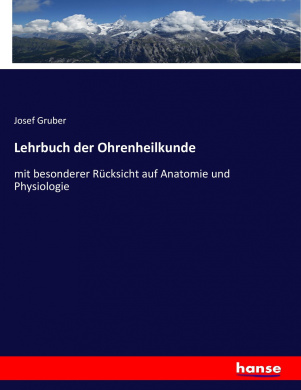 Josef Gruber
Lehrbuch der Ohrenheilkunde
mit besonderer Rücksicht auf Anatomie und
Physiologie
hanse